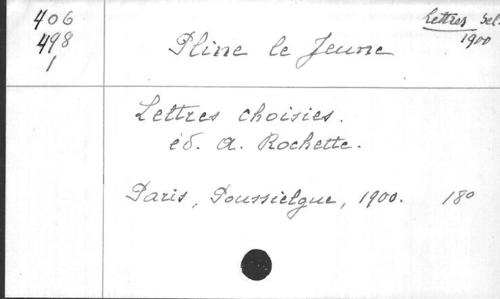 406
498
1
Lettres sel.
1900
Pline le Jeune
Lettres choisies.
éd. A. Rochette.
Paris, Poussielgue, 1900. 18°